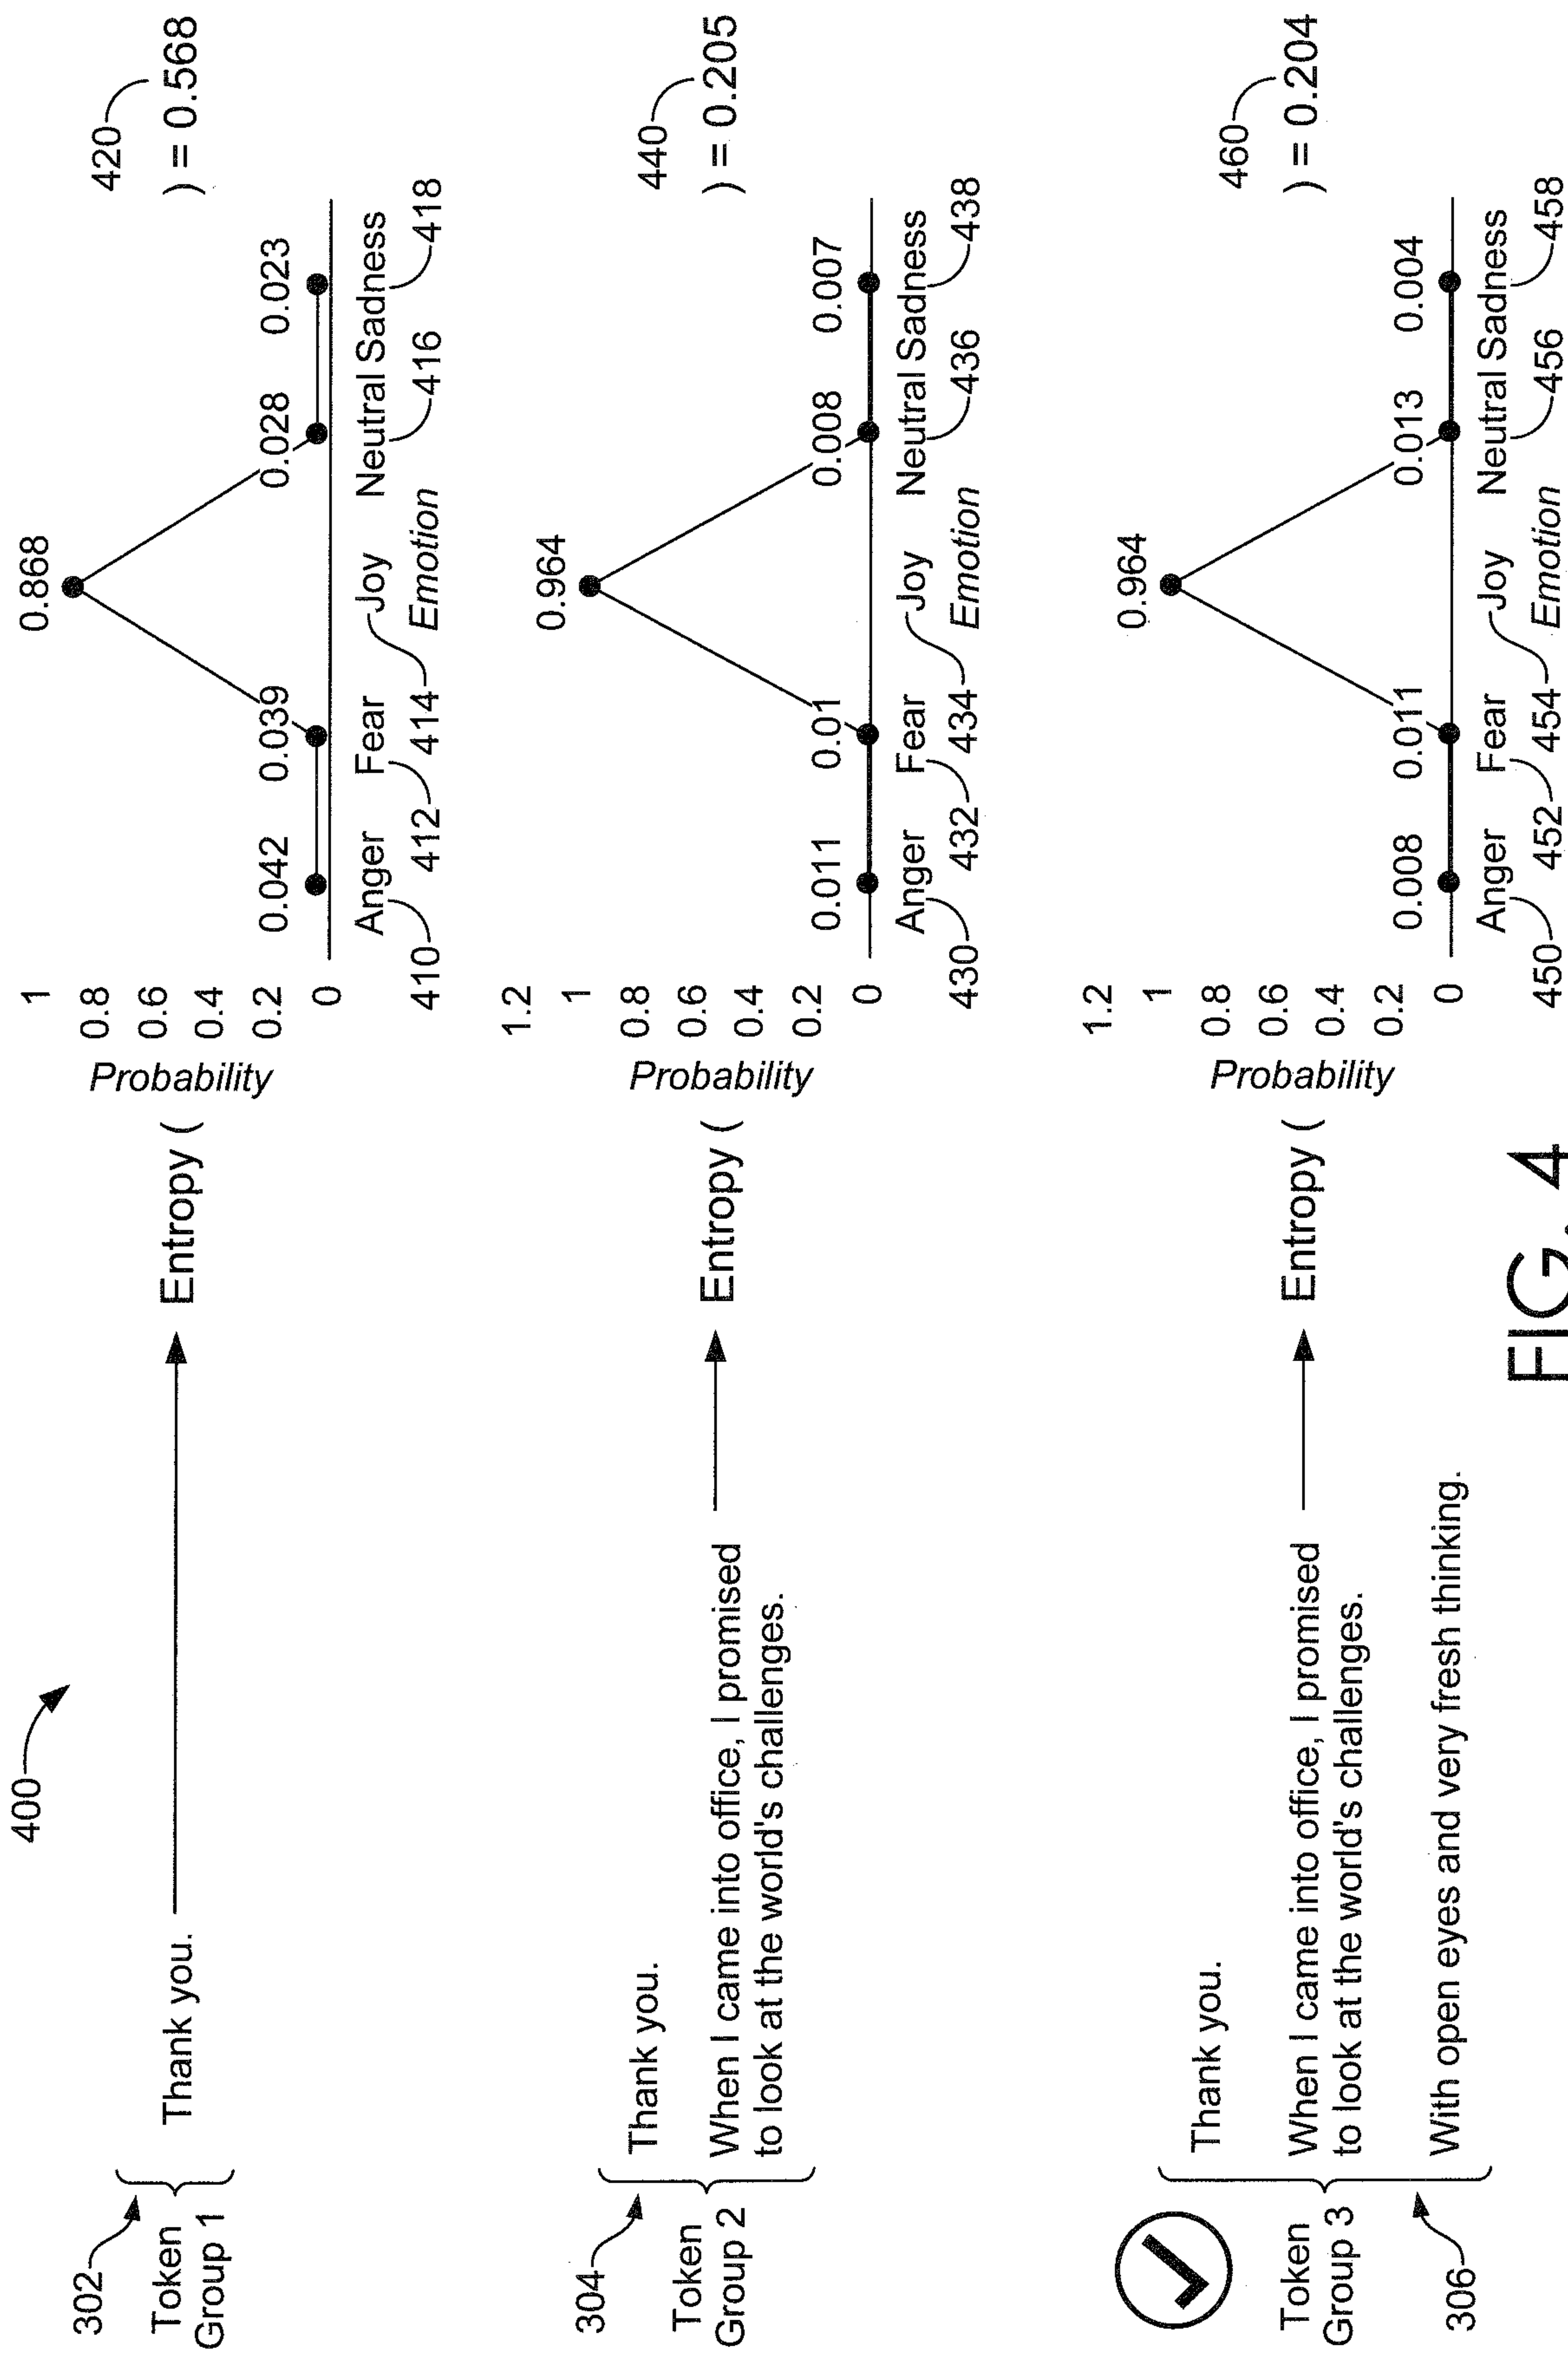 400
302
Token
Group 1
Thank you.
Entropy (
Probability
1
0.8
0.6
0.4
0.2
0
0.042
0.039
0.868
0.028
0.023
Anger
Fear
Joy
Neutral
Sadness
410
412
414
416
418
Emotion
420
) = 0.568
304
Token
Group 2
Thank you.
When I came into office, I promised
to look at the world's challenges.
Entropy (
Probability
1.2
1
0.8
0.6
0.4
0.2
0
0.011
0.01
0.964
0.008
0.007
Anger
Fear
Joy
Neutral
Sadness
430
432
434
436
438
Emotion
440
) = 0.205
Token
Group 3
306
Thank you.
When I came into office, I promised
to look at the world's challenges.
With open eyes and very fresh thinking.
Entropy (
Probability
1.2
1
0.8
0.6
0.4
0.2
0
0.008
0.011
0.964
0.013
0.004
Anger
Fear
Joy
Neutral
Sadness
450
452
454
456
458
Emotion
460
) = 0.204
FIG. 4